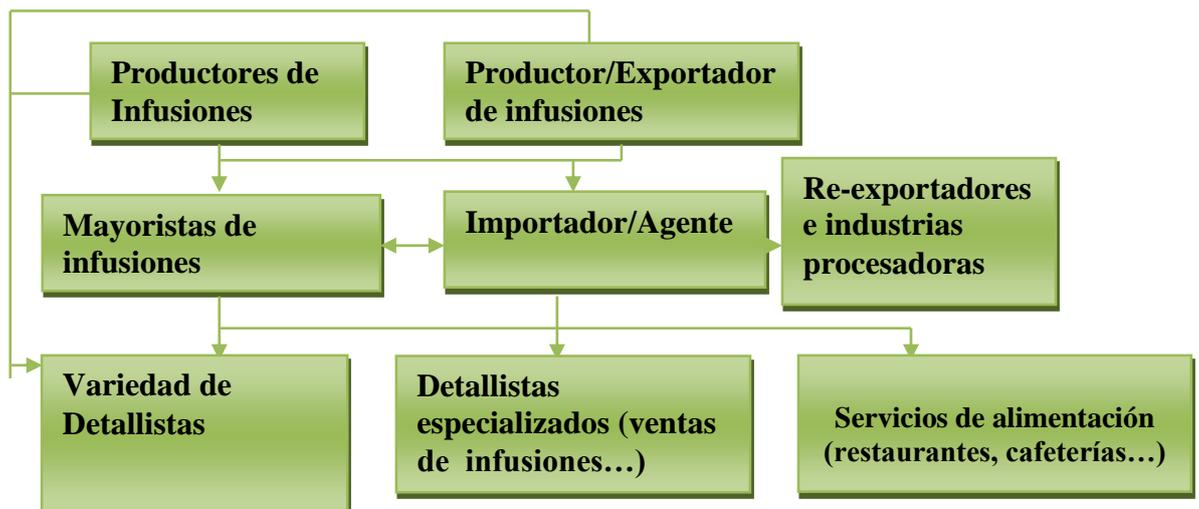 Productores de
Infusiones
Productor/Exportador
de infusiones
Mayoristas de
infusiones
Importador/Agente
Re-exportadores
e industrias
procesadoras
Variedad de
Detallistas
Detallistas
especializados (ventas
de infusiones…)
Servicios de alimentación
(restaurantes, cafeterías…)